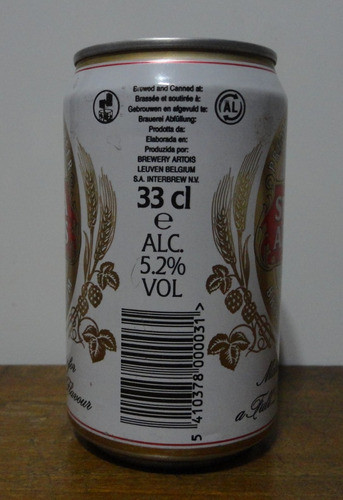 Brewed and Canned at:
Brassée et soutirée à:
Gebrouwen en afgevuld te:
Brauerei Abfüllung:
Prodotta da:
Elaborada en:
Produzida por:
BREWERY ARTOIS
LEUVEN BELGIUM
S.A. INTERBREW N.V.
AL
33 cl
e
ALC.
5.2%
VOL
5 410378 000031 >
Flavour